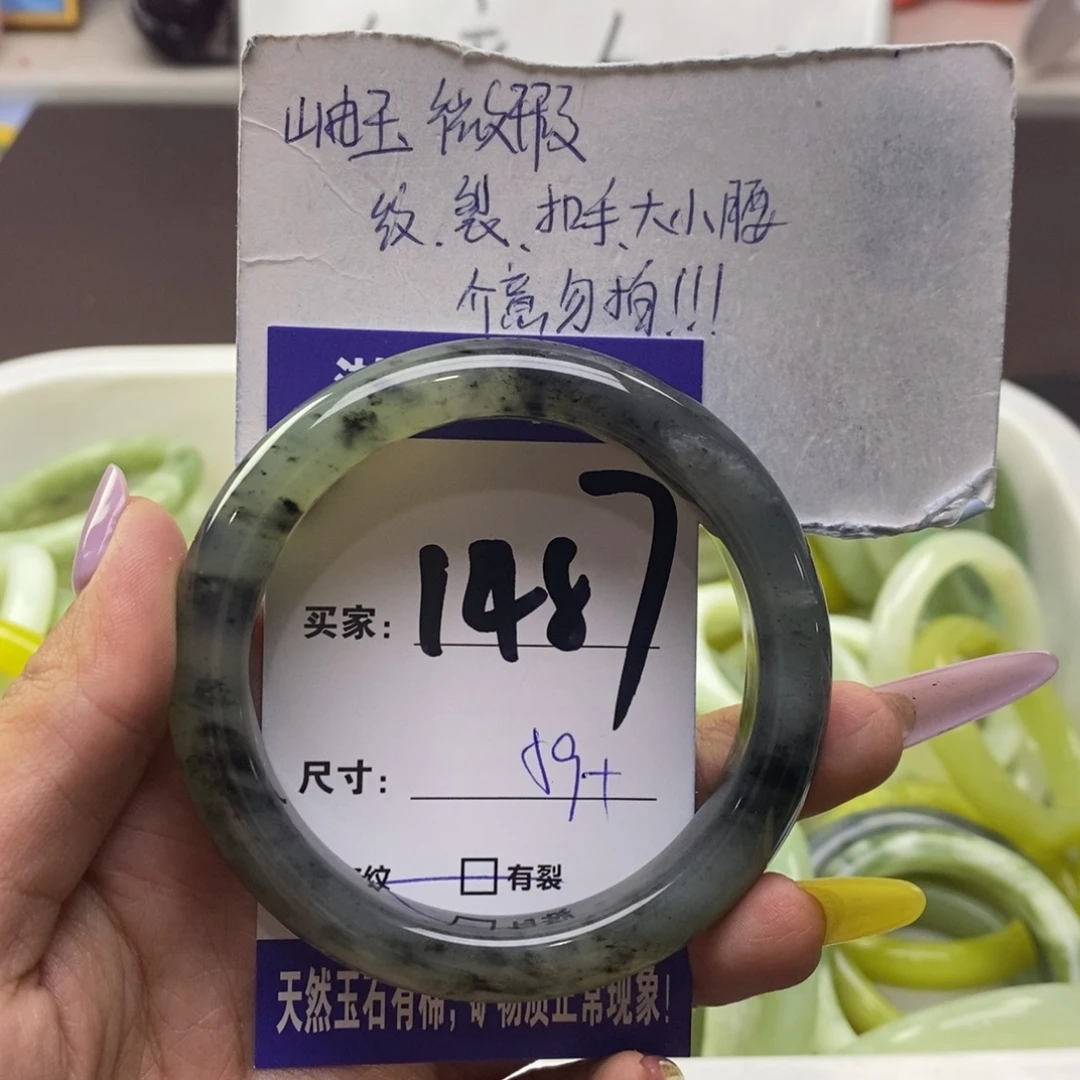 岫玉 微瑕
纹、裂、扣手、大小腰
介意勿拍!!!
买家: 1487
尺寸: 59+
纹 有裂
天然玉石有棉,矿物质正常现象!